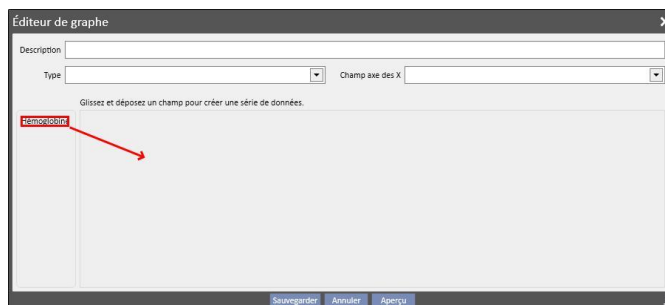 Éditeur de graphe
Description
Type
Champ axe des X
Glissez et déposez un champ pour créer une série de données.
Hémoglobine
Sauvegarder Annuler Aperçu